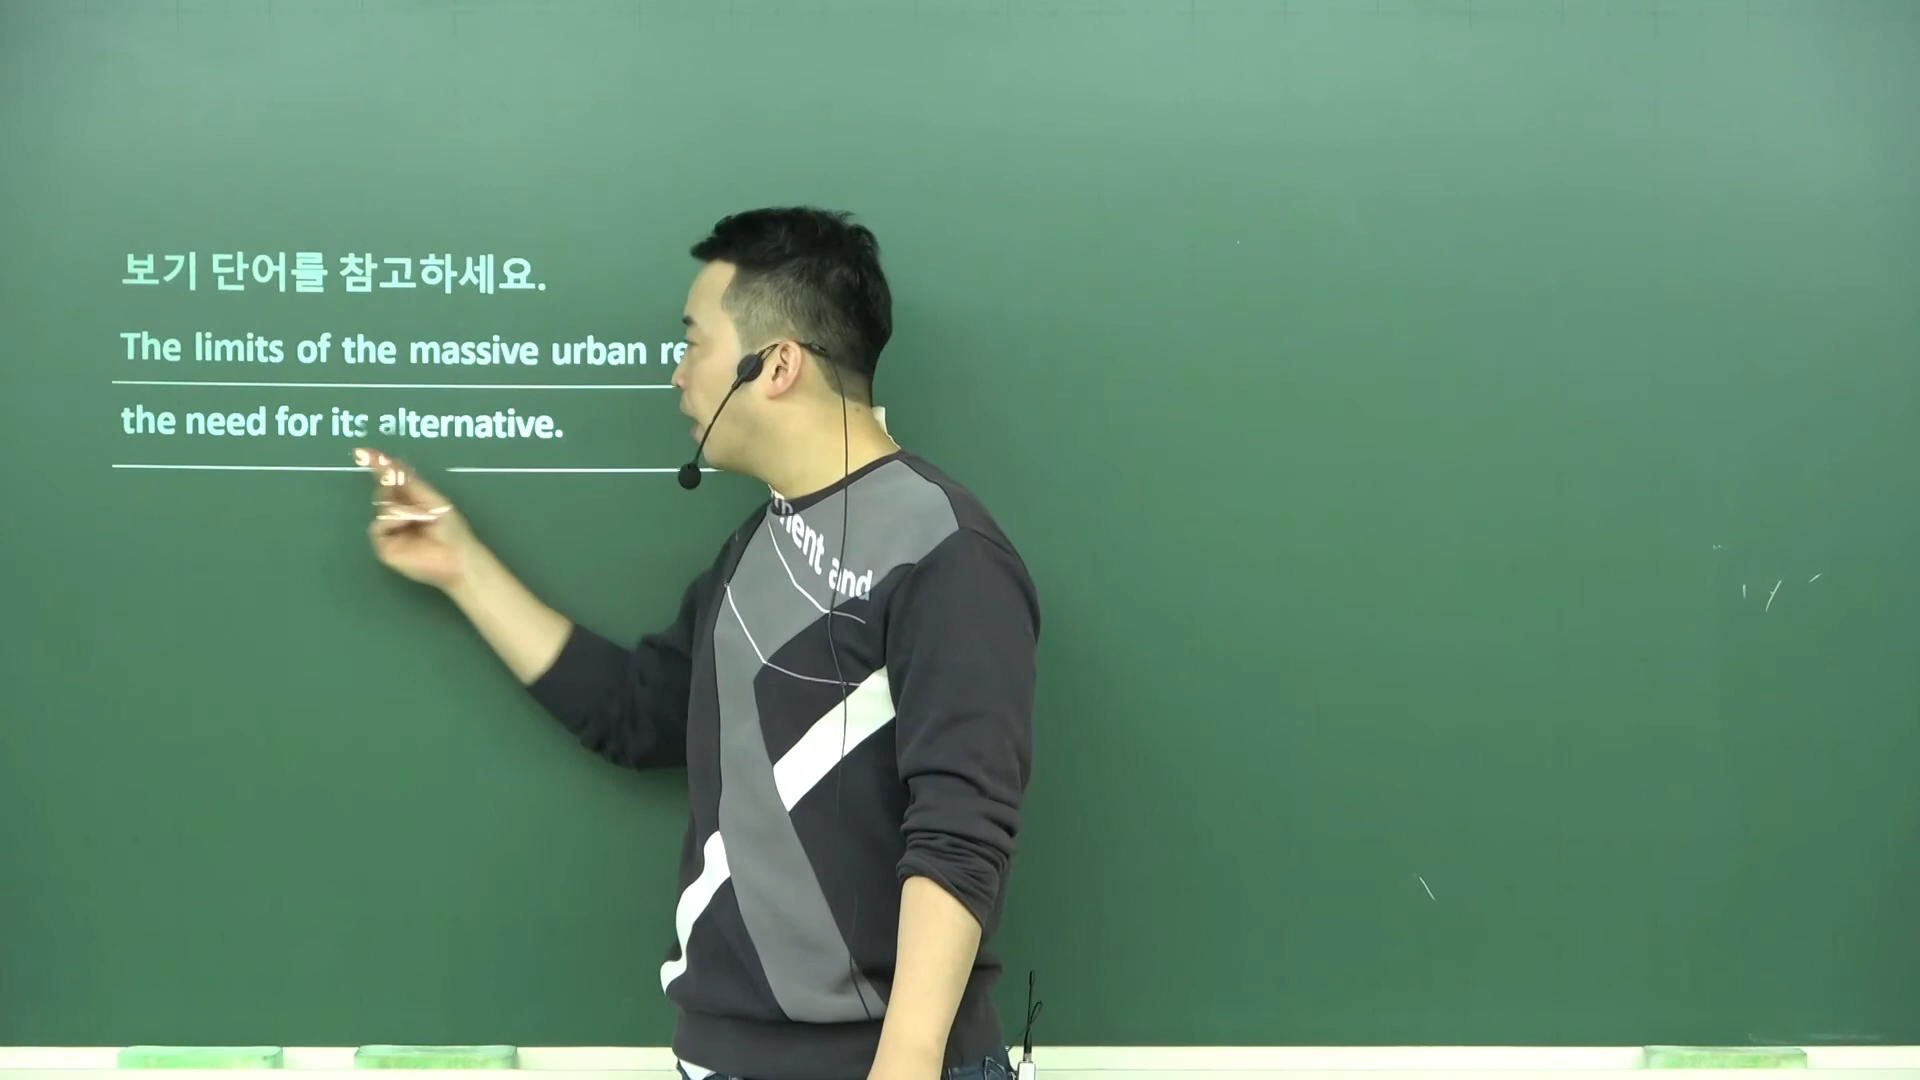 보기 단어를 참고하세요.
The limits of the massive urban
the need for its alternative.
and